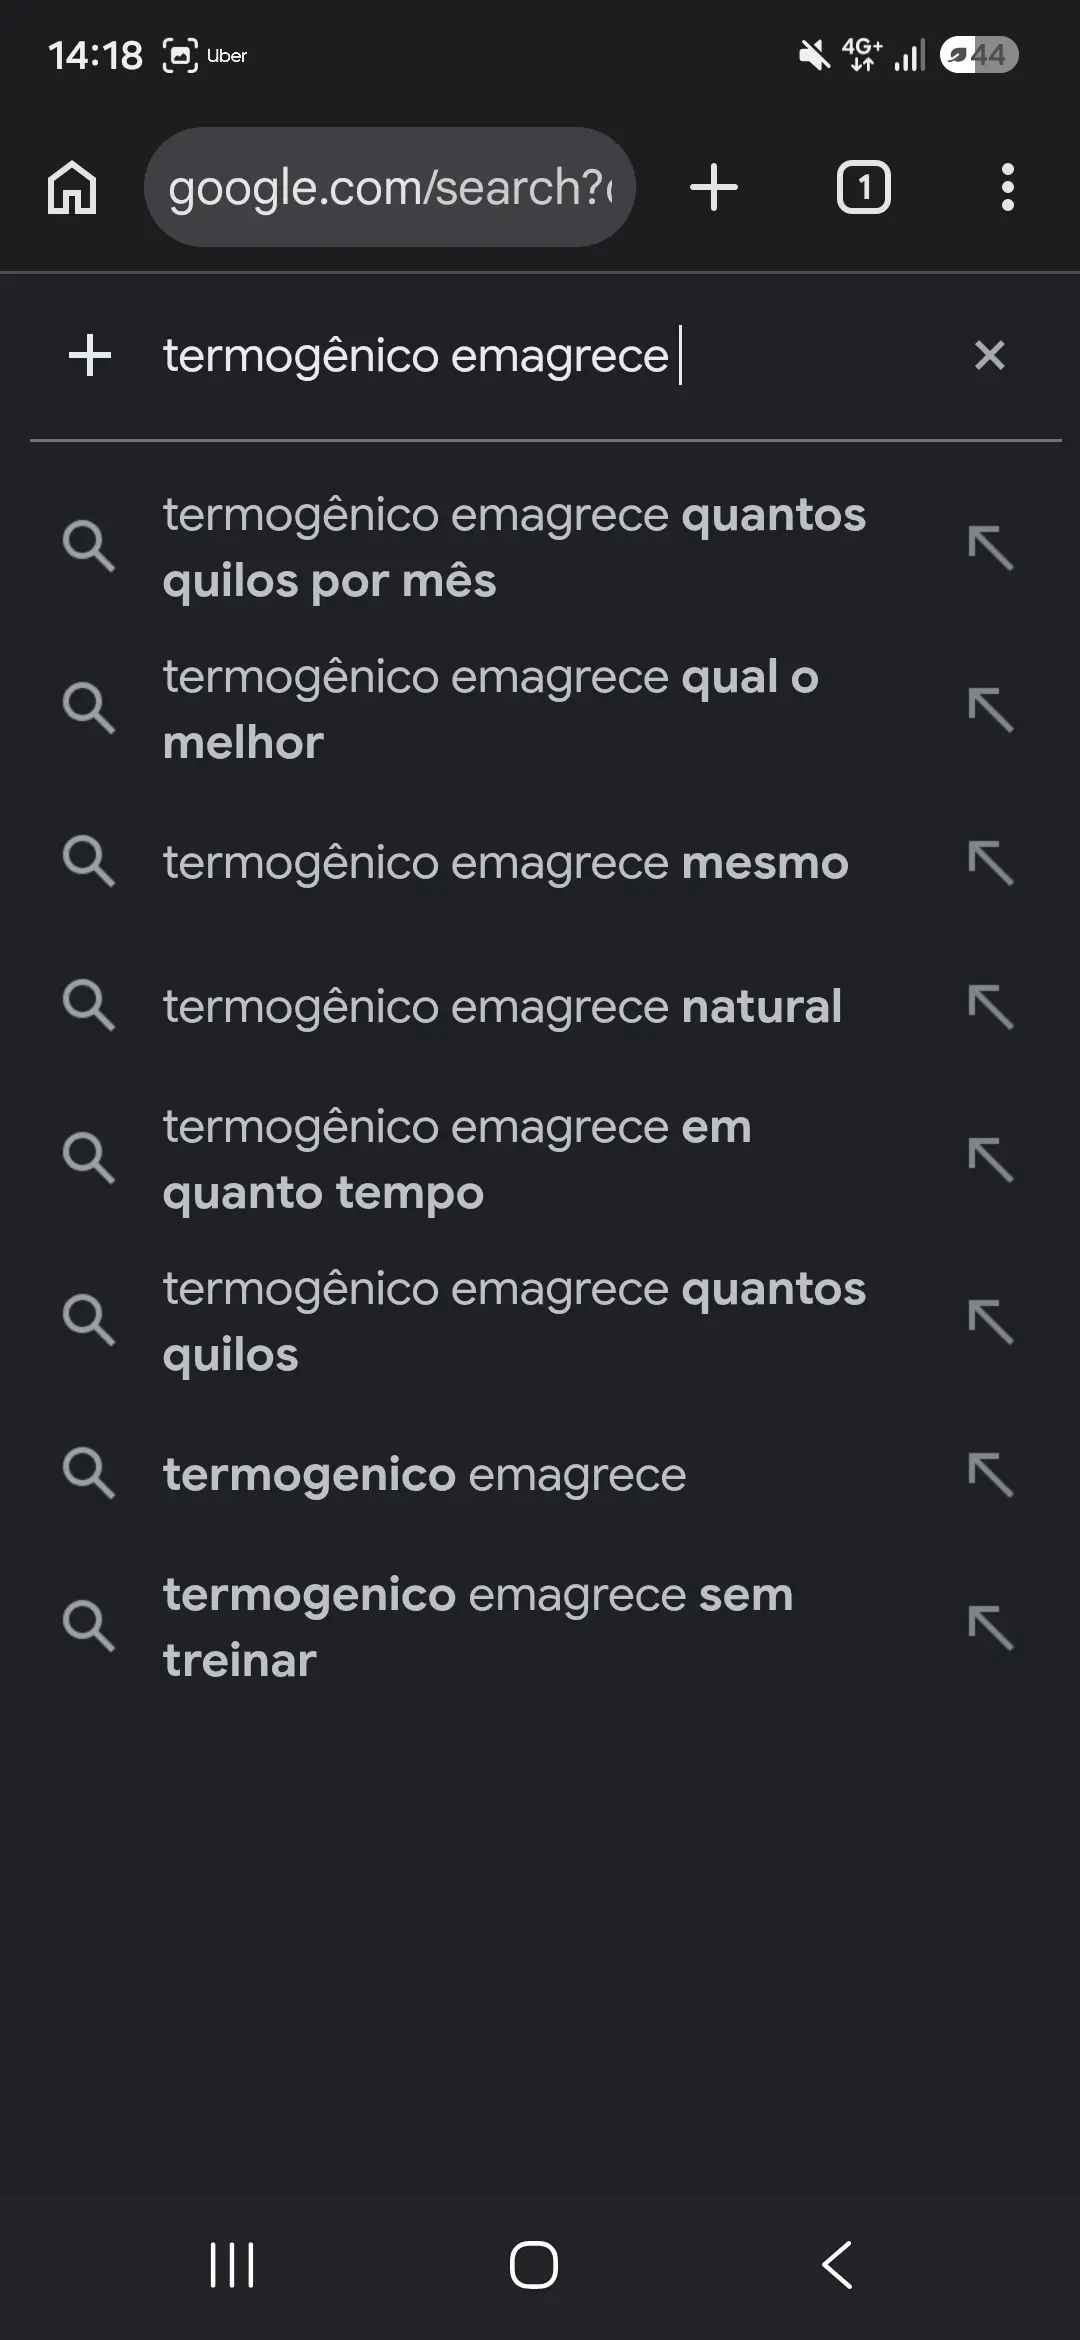 14:18 Uber 4G+ 44
google.com/search?
1
termogênico emagrece
termogênico emagrece quantos
quilos por mês
termogênico emagrece qual o
melhor
termogênico emagrece mesmo
termogênico emagrece natural
termogênico emagrece em
quanto tempo
termogênico emagrece quantos
quilos
termogenico emagrece
termogenico emagrece sem
treinar